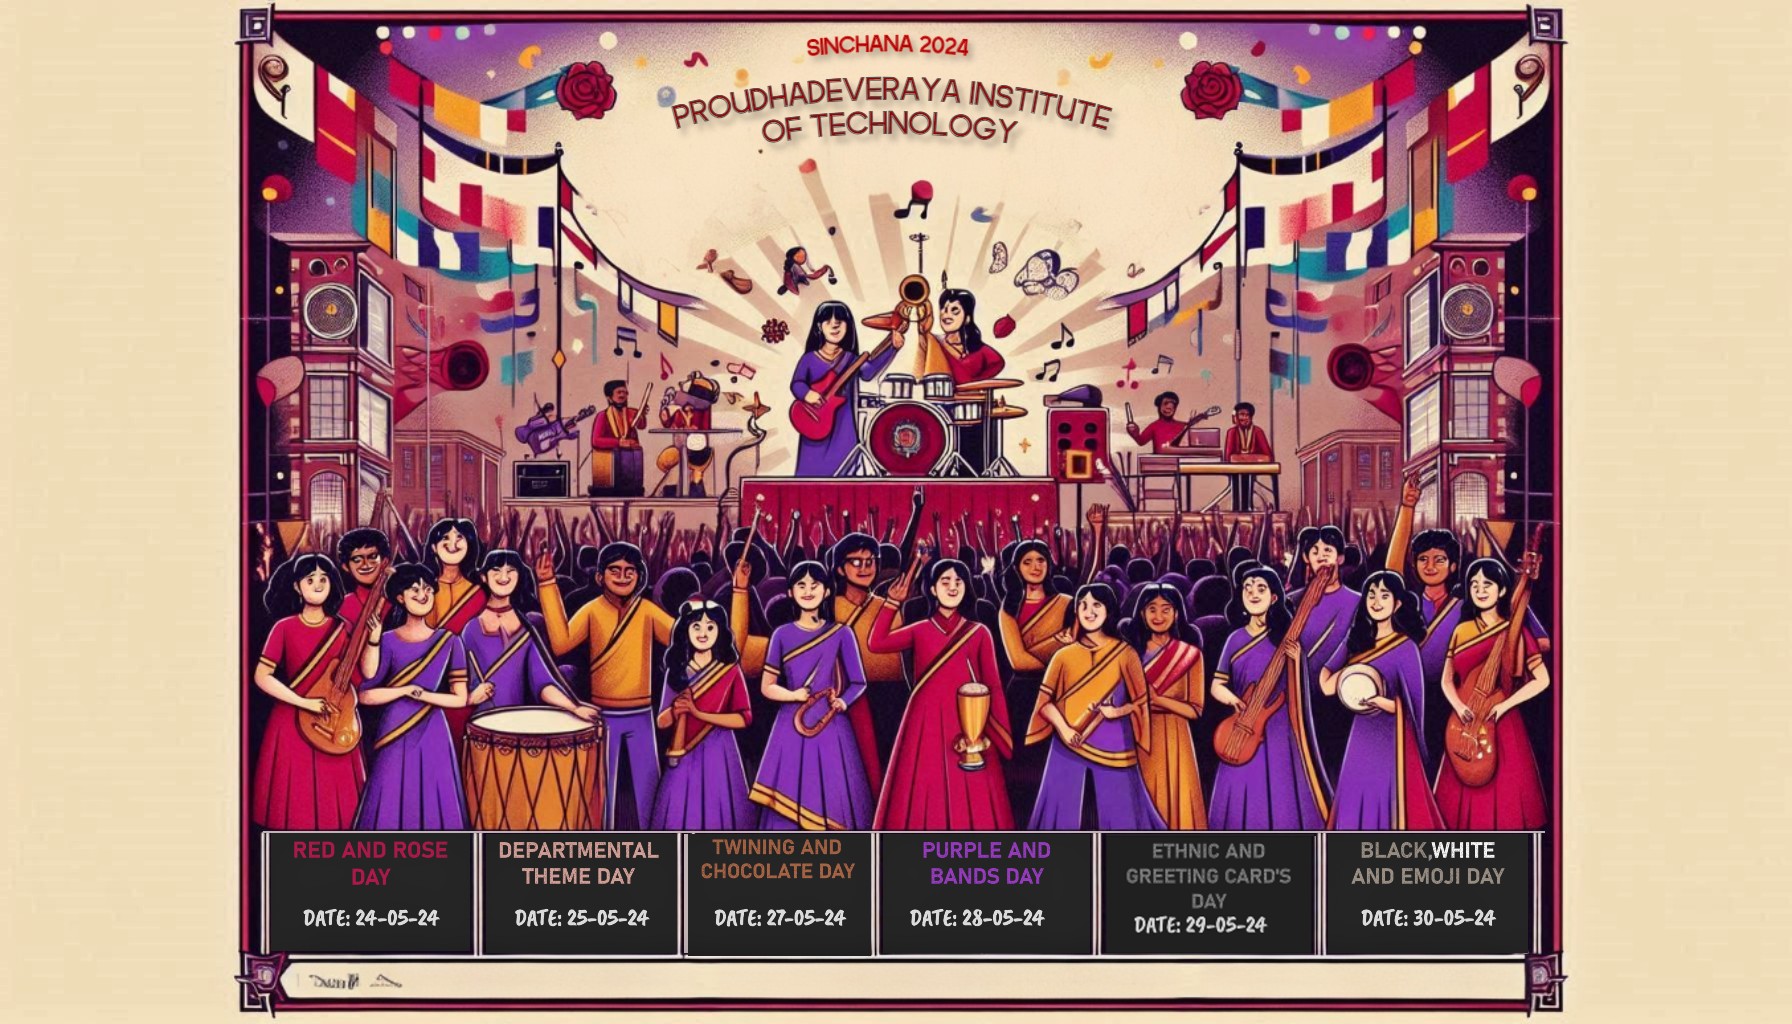 SINCHANA 2024
PROUDHADEVERAYA INSTITUTE
OF TECHNOLOGY
RED AND ROSE
DAY
DATE: 24-05-24
DEPARTMENTAL
THEME DAY
DATE: 25-05-24
TWINING AND
CHOCOLATE DAY
DATE: 27-05-24
PURPLE AND
BANDS DAY
DATE: 28-05-24
ETHNIC AND
GREETING CARD'S
DAY
DATE: 29-05-24
BLACK,WHITE
AND EMOJI DAY
DATE: 30-05-24